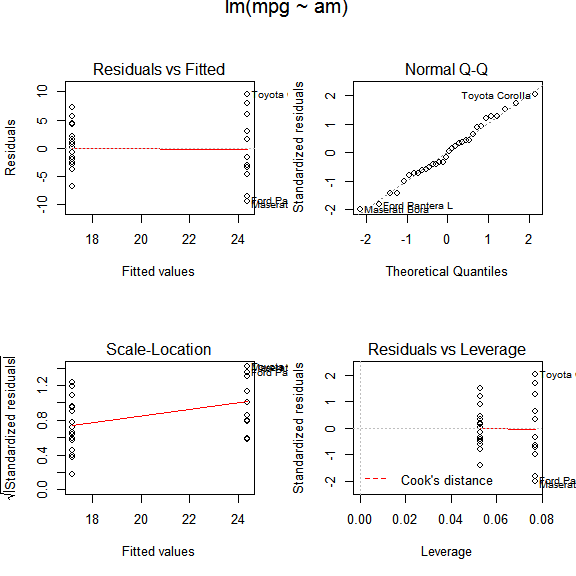 lm(mpg ~ am)
Residuals vs Fitted
Residuals
10
5
0
-5
-10
Toyota
Ford Pa
Maserat
18 20 22 24
Fitted values
Normal Q-Q
Standardized residuals
2
1
0
-1
-2
Toyota Corolla
Ford Pantera L
Maserati Bora
-2 -1 0 1 2
Theoretical Quantiles
Scale-Location
√|Standardized residuals|
1.2
0.8
0.4
0.0
Toyota
Maserat
Ford Pa
18 20 22 24
Fitted values
Residuals vs Leverage
Standardized residuals
2
1
0
-1
-2
Toyota
Ford Pa
Maserat
Cook's distance
0.00 0.02 0.04 0.06 0.08
Leverage